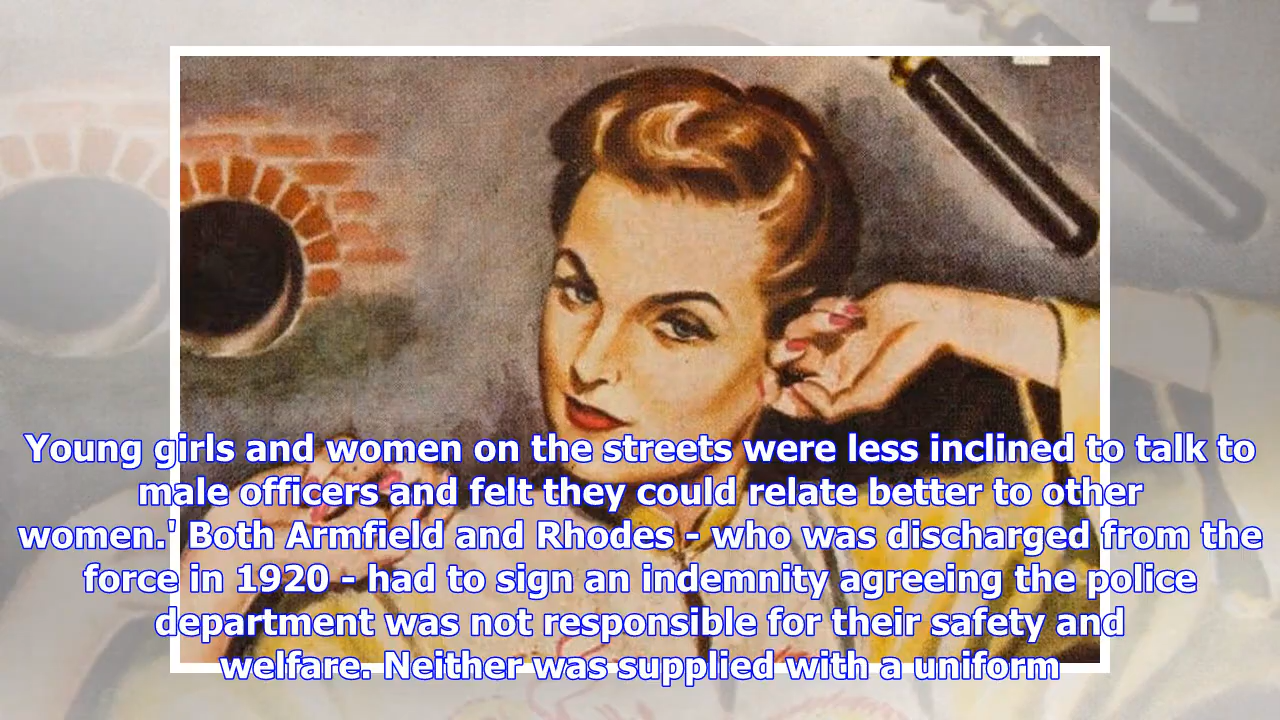 Young girls and women on the streets were less inclined to talk to
male officers and felt they could relate better to other
women.' Both Armfield and Rhodes - who was discharged from the
force in 1920 - had to sign an indemnity agreeing the police
department was not responsible for their safety and
welfare. Neither was supplied with a uniform